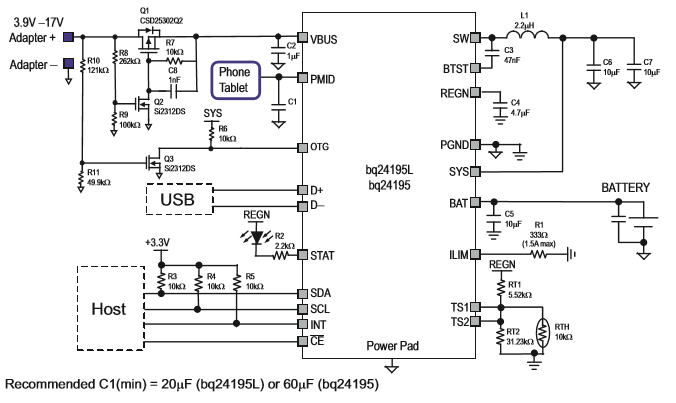 3.9V –17V
Adapter +
Adapter –
Q1
CSD25302Q2
R10
121kΩ
R8
262kΩ
R7
10kΩ
C8
1nF
Q2
Si2312DS
R9
100kΩ
R11
49.9kΩ
Q3
Si2312DS
SYS
R6
10kΩ
Phone
Tablet
C2
1μF
C1
VBUS
PMID
OTG
USB
D+
D–
REGN
R2
2.2kΩ
STAT
+3.3V
R3
10kΩ
R4
10kΩ
R5
10kΩ
Host
SDA
SCL
INT
CE
bq24195L
bq24195
Power Pad
SW
BTST
REGN
PGND
SYS
BAT
ILIM
TS1
TS2
L1
2.2μH
C3
47nF
C6
10μF
C7
10μF
C4
4.7μF
C5
10μF
BATTERY
R1
333Ω
(1.5A max)
REGN
RT1
5.52kΩ
RT2
31.23kΩ
RTH
10kΩ
Recommended C1(min) = 20μF (bq24195L) or 60μF (bq24195)